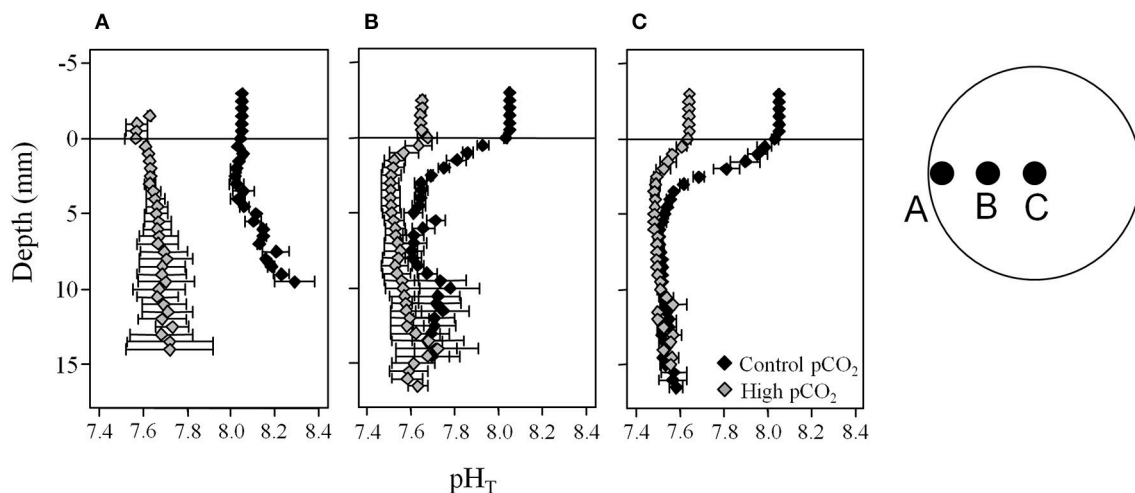 A B C
-5
0
5
10
15
Depth (mm)
7.4 7.6 7.8 8.0 8.2 8.4 7.4 7.6 7.8 8.0 8.2 8.4 7.4 7.6 7.8 8.0 8.2 8.4
pH_T
Control pCO₂
High pCO₂
A B C